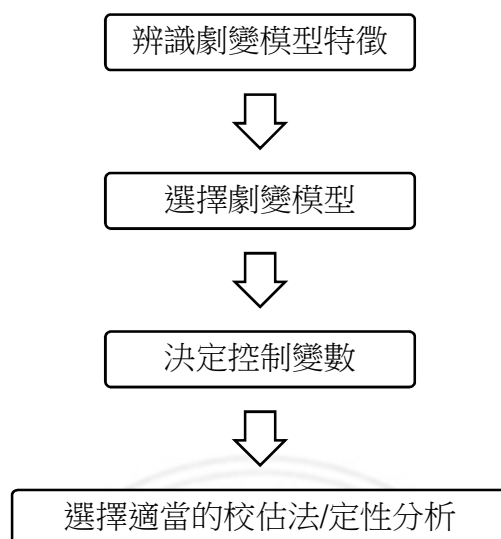 辨識劇變模型特徵
選擇劇變模型
決定控制變數
選擇適當的校估法/定性分析